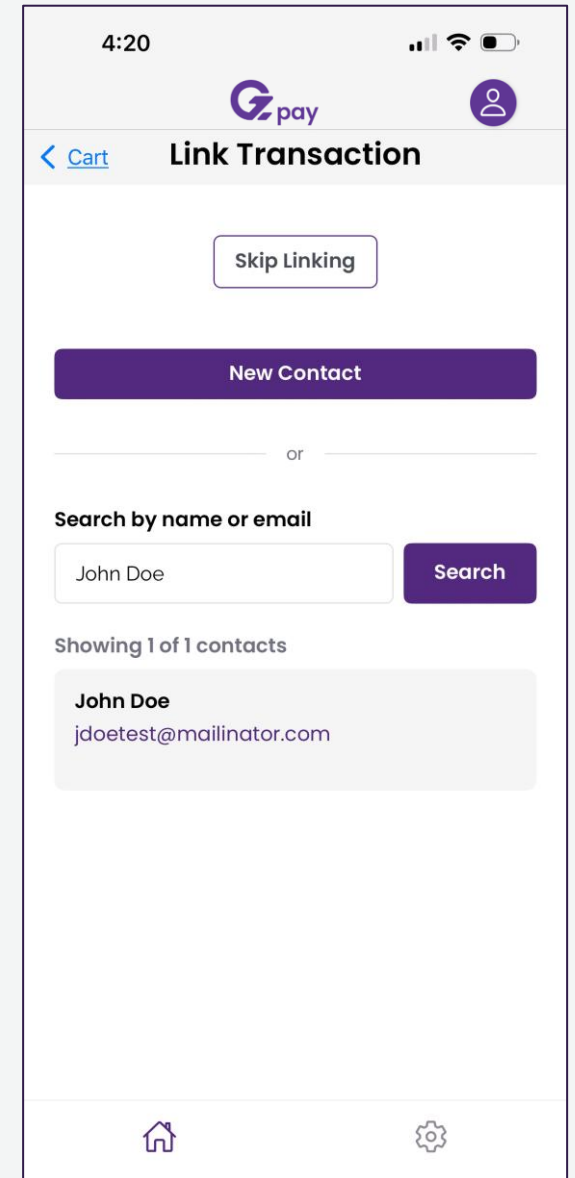 4:20
Gz pay
Cart Link Transaction
Skip Linking
New Contact
or
Search by name or email
John Doe Search
Showing 1 of 1 contacts
John Doe
jdoetest@mailinator.com